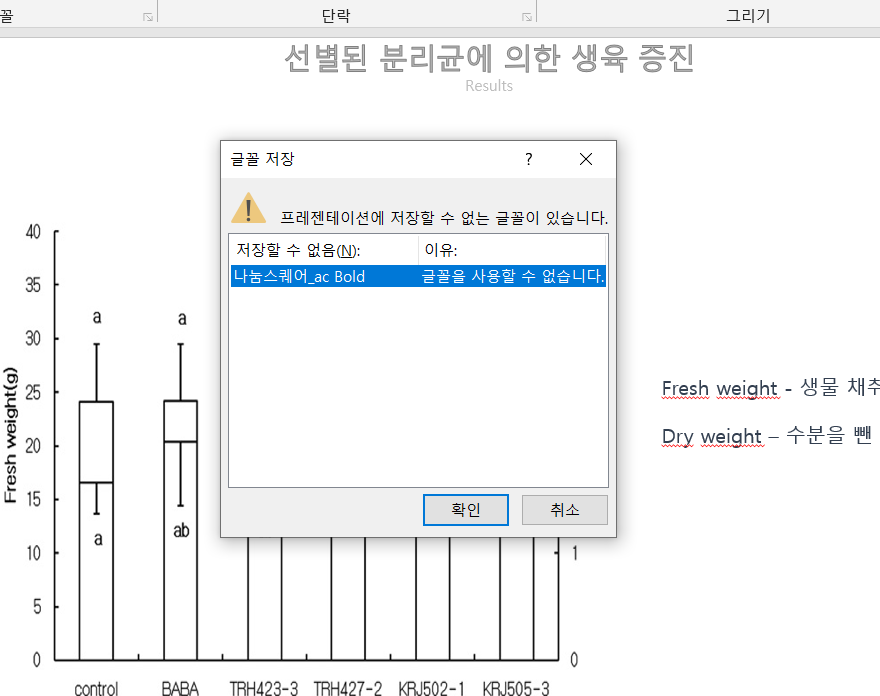 꼴
단락
그리기
선별된 분리균에 의한 생육 증진
Results
글꼴 저장
?
프레젠테이션에 저장할 수 없는 글꼴이 있습니다.
저장할 수 없음(N): 이유:
나눔스퀘어_ac Bold 글꼴을 사용할 수 없습니다.
확인 취소
Fresh weight(g)
40
35
30
25
20
15
10
5
0
a
a
a
ab
1
0
control BABA TRH423-3 TRH427-2 KRJ502-1 KRJ505-3
Fresh weight - 생물 채취
Dry weight – 수분을 뺀